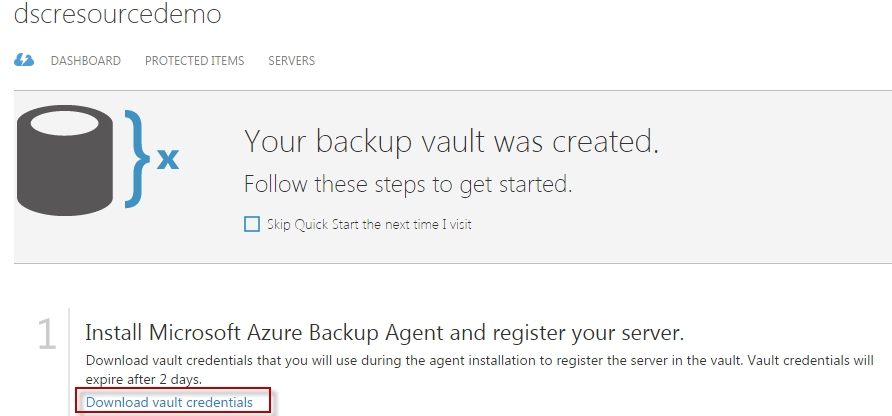 dscresourcedemo
DASHBOARD PROTECTED ITEMS SERVERS
Your backup vault was created.
Follow these steps to get started.
Skip Quick Start the next time I visit
1 Install Microsoft Azure Backup Agent and register your server.
Download vault credentials that you will use during the agent installation to register the server in the vault. Vault credentials will
expire after 2 days.
Download vault credentials